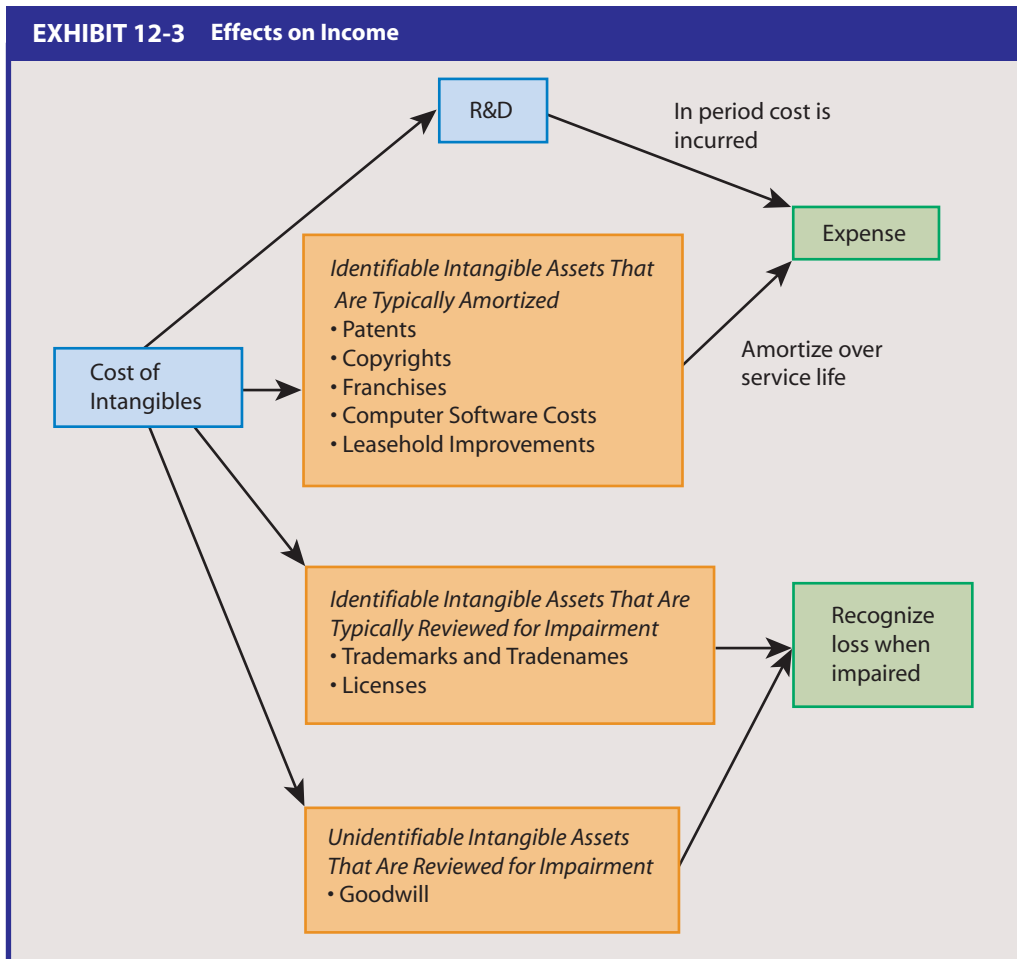 EXHIBIT 12-3 Effects on Income
R&D
In period cost is
incurred
Expense
Identifiable Intangible Assets That
Are Typically Amortized
• Patents
• Copyrights
• Franchises
• Computer Software Costs
• Leasehold Improvements
Amortize over
service life
Cost of
Intangibles
Identifiable Intangible Assets That Are
Typically Reviewed for Impairment
• Trademarks and Tradenames
• Licenses
Recognize
loss when
impaired
Unidentifiable Intangible Assets
That Are Reviewed for Impairment
• Goodwill